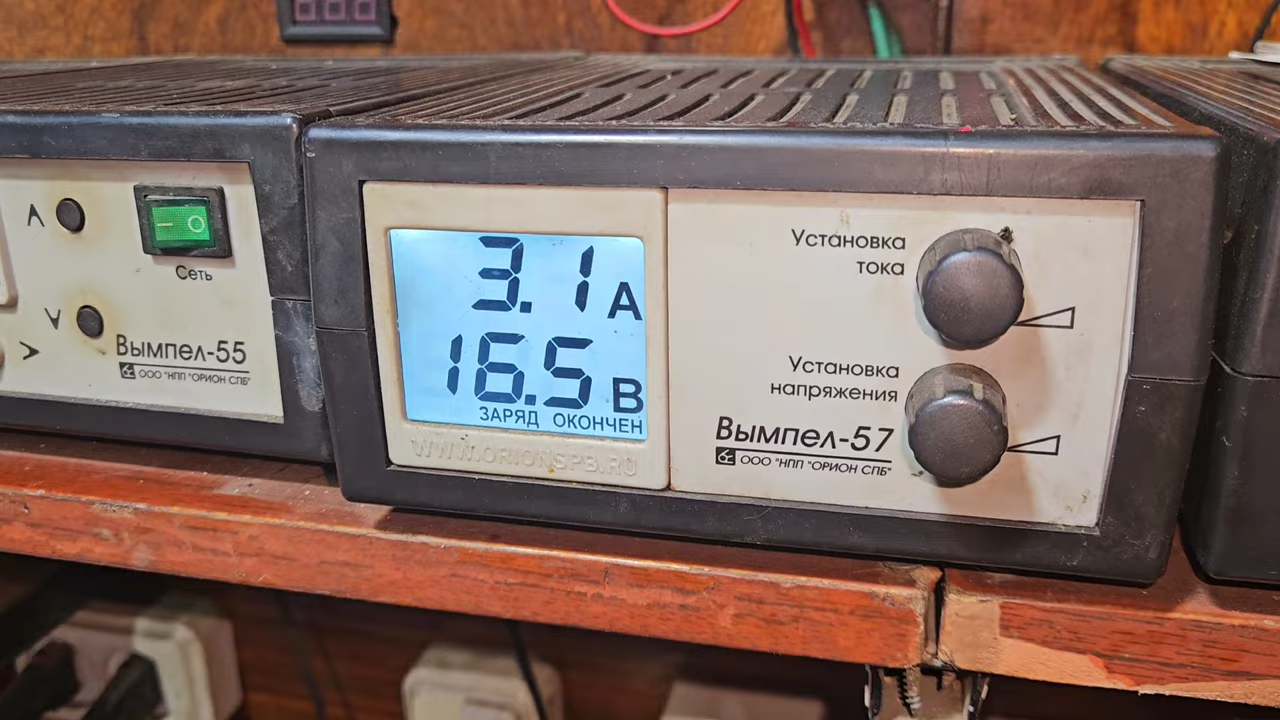 Сеть
Вымпел-55
ООО "НПП "ОРИОН СПБ"
3.1 А
16.5 В
ЗАРЯД ОКОНЧЕН
WWW.ORIONSPB.RU
Установка
тока
Установка
напряжения
Вымпел-57
ООО "НПП "ОРИОН СПБ"